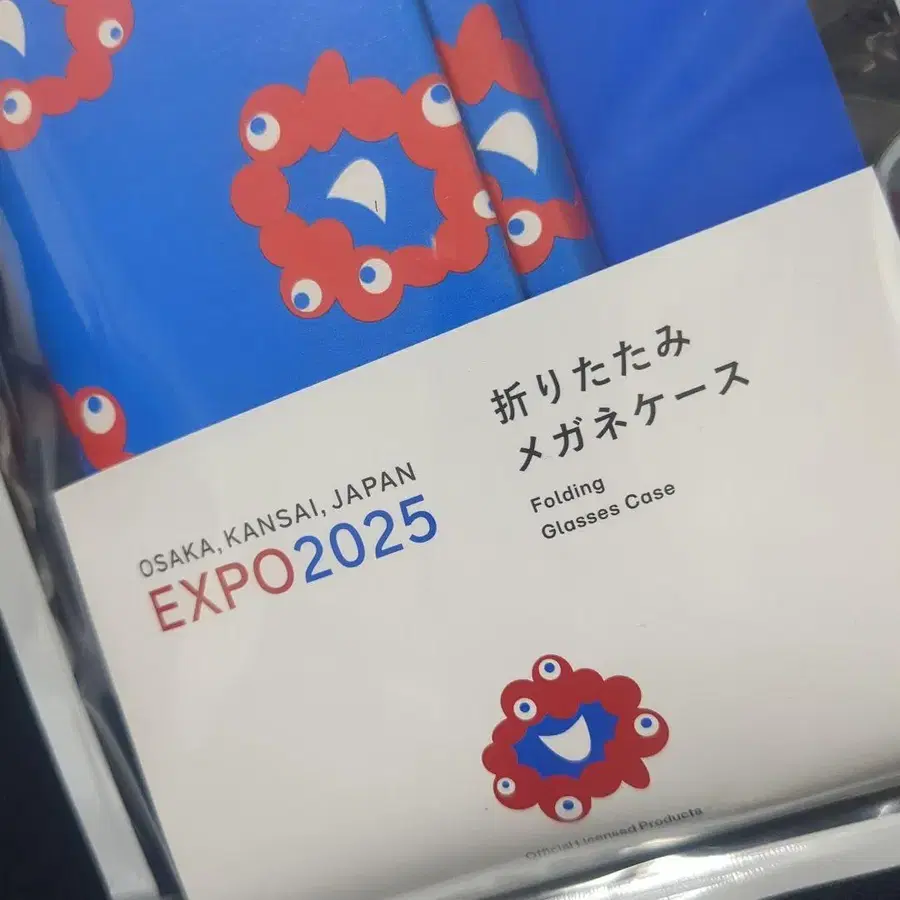 折りたたみ
メガネケース
Folding
Glasses Case
OSAKA, KANSAI, JAPAN
EXPO2025
Official Licensed Products